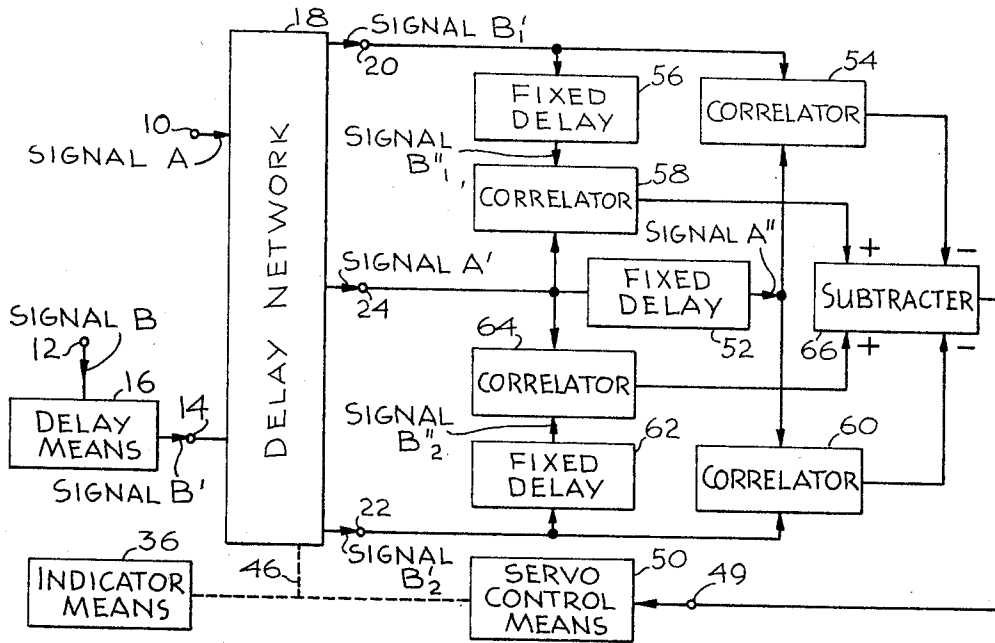 18
SIGNAL B'1
20
56
54
FIXED
DELAY
CORRELATOR
10
SIGNAL A
SIGNAL
B"1
58
CORRELATOR
DELAY NETWORK
SIGNAL A"
+
-
SIGNAL A'
24
FIXED
DELAY
52
SUBTRACTER
66
+
-
SIGNAL B
12
64
CORRELATOR
16
14
DELAY
MEANS
SIGNAL
B"2
62
60
FIXED
DELAY
CORRELATOR
SIGNAL B'
22
SIGNAL
B'2
36
46
50
49
INDICATOR
MEANS
SERVO
CONTROL
MEANS